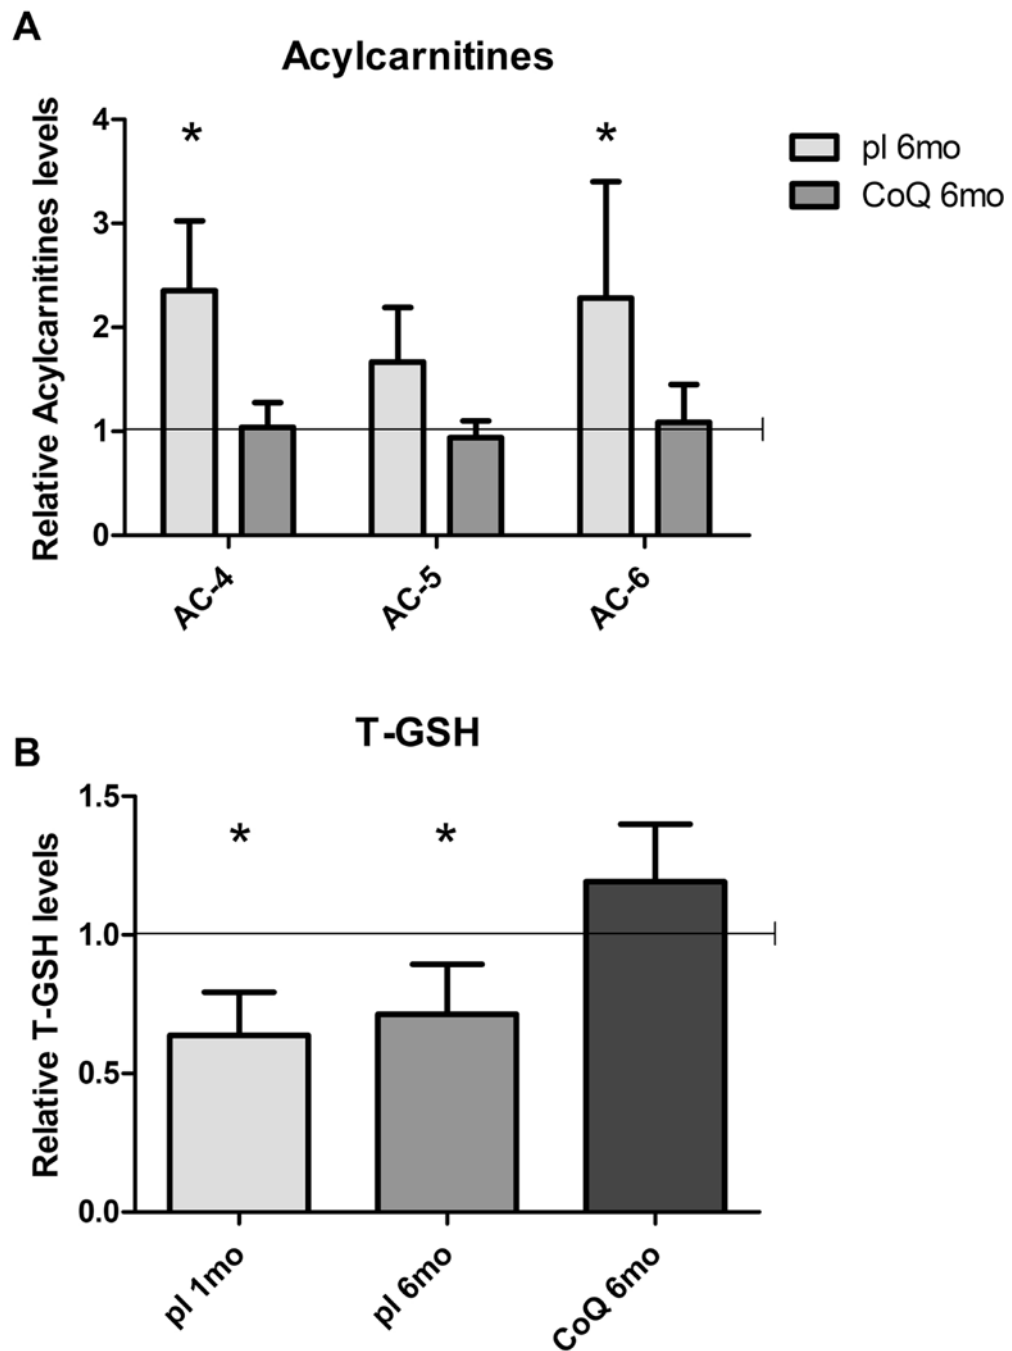 A
Acylcarnitines
Relative Acylcarnitines levels
4
3
2
1
0
*
*
pl 6mo
CoQ 6mo
AC-4
AC-5
AC-6
B
T-GSH
Relative T-GSH levels
1.5
1.0
0.5
0.0
*
*
pl 1mo
pl 6mo
CoQ 6mo